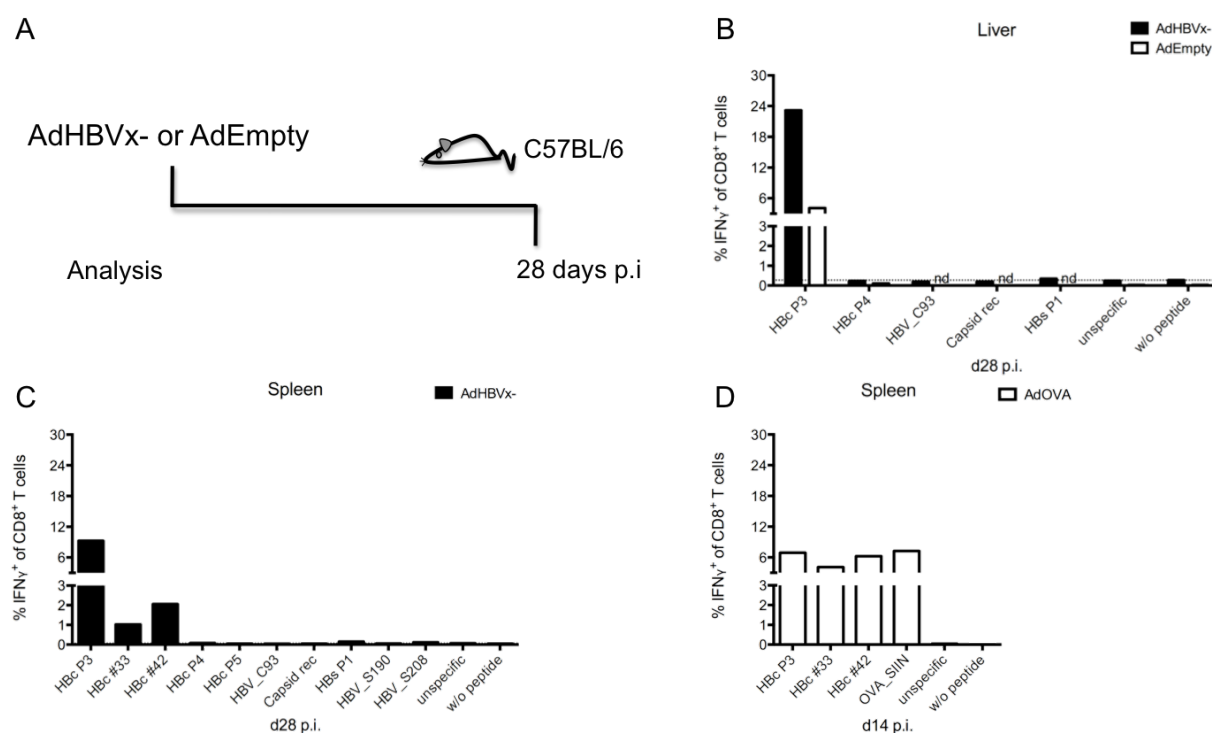 A
AdHBVx- or AdEmpty
C57BL/6
Analysis
28 days p.i
B
Liver
AdHBVx-
AdEmpty
% IFNγ⁺ of CD8⁺ T cells
30
24
18
12
6
3
2
1
0
nd
nd
nd
HBc P3
HBc P4
HBV_C93
Capsid rec
HBs P1
unspecific
w/o peptide
d28 p.i.
C
Spleen
AdHBVx-
% IFNγ⁺ of CD8⁺ T cells
30
24
18
12
6
3
2
1
0
HBc P3
HBc #33
HBc #42
HBc P4
HBc P5
HBV_C93
Capsid rec
HBs P1
HBV_S190
HBV_S208
unspecific
w/o peptide
d28 p.i.
D
Spleen
AdOVA
% IFNγ⁺ of CD8⁺ T cells
30
24
18
12
6
3
2
1
0
HBc P3
HBc #33
HBc #42
OVA_SIIN
unspecific
w/o peptide
d14 p.i.